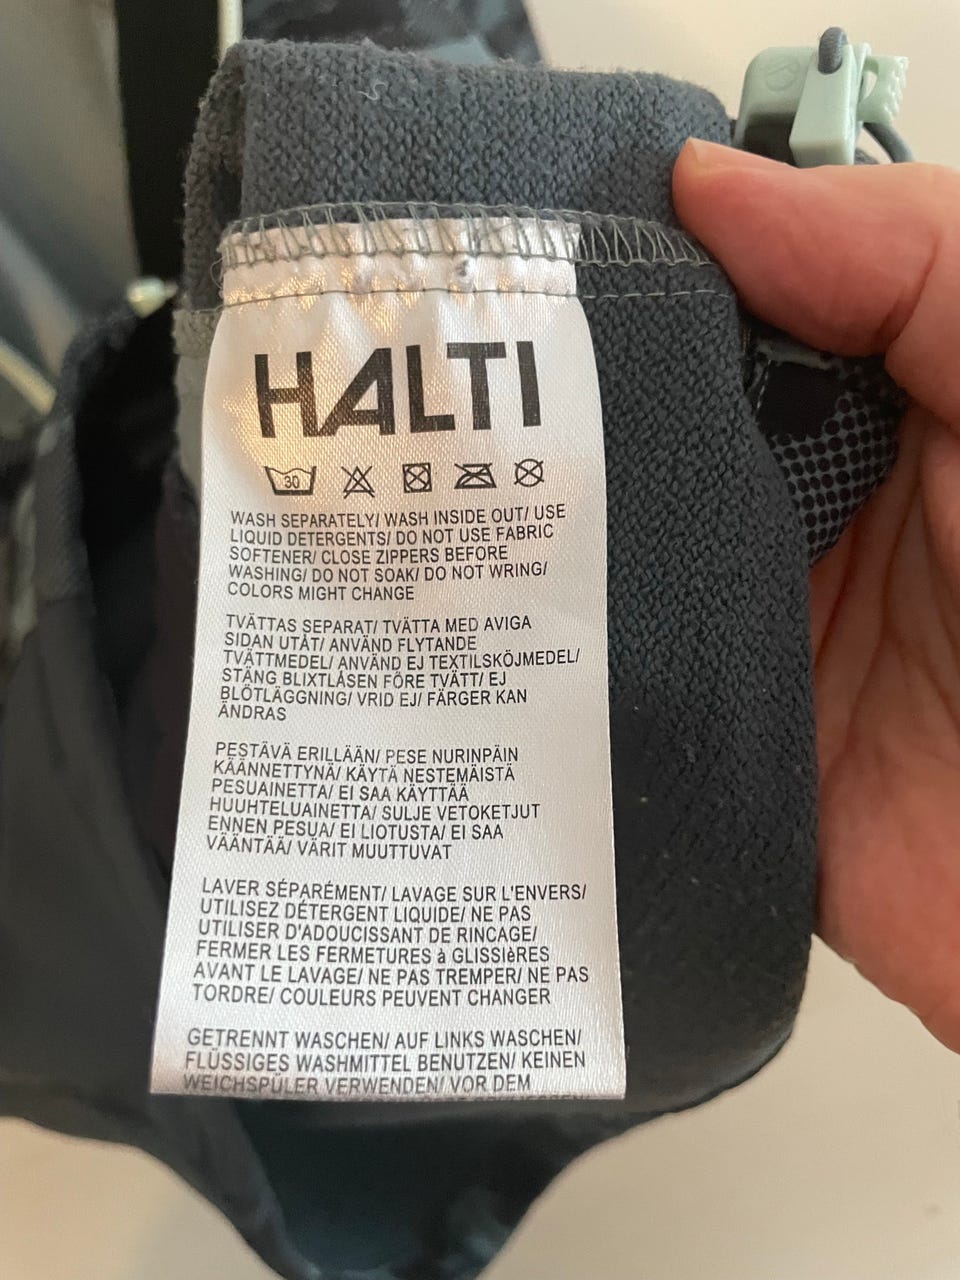 HALTI
30
WASH SEPARATELY/ WASH INSIDE OUT/ USE
LIQUID DETERGENTS/ DO NOT USE FABRIC
SOFTENER/ CLOSE ZIPPERS BEFORE
WASHING/ DO NOT SOAK/ DO NOT WRING/
COLORS MIGHT CHANGE
TVÄTTAS SEPARAT/ TVÄTTA MED AVIGA
SIDAN UTÅT/ ANVÄND FLYTANDE
TVÄTTMEDEL/ ANVÄND EJ TEXTILSKÖJMEDEL/
STÄNG BLIXTLÅSEN FÖRE TVÄTT/ EJ
BLÖTLÄGGNING/ VRID EJ/ FÄRGER KAN
ÄNDRAS
PESTÄVÄ ERILLÄÄN/ PESE NURINPÄIN
KÄÄNNETTYNÄ/ KÄYTÄ NESTEMÄISTÄ
PESUAINETTA/ EI SAA KÄYTTÄÄ
HUUHTELUAINETTA/ SULJE VETOKETJUT
ENNEN PESUA/ EI LIOTUSTA/ EI SAA
VÄÄNTÄÄ/ VÄRIT MUUTTUVAT
LAVER SÉPARÉMENT/ LAVAGE SUR L'ENVERS/
UTILISEZ DÉTERGENT LIQUIDE/ NE PAS
UTILISER D'ADOUCISSANT DE RINCAGE/
FERMER LES FERMETURES à GLISSIèRES
AVANT LE LAVAGE/ NE PAS TREMPER/ NE PAS
TORDRE/ COULEURS PEUVENT CHANGER
GETRENNT WASCHEN/ AUF LINKS WASCHEN/
FLÜSSIGES WASHMITTEL BENUTZEN/ KEINEN
WEICHSPÜLER VERWENDEN/ VOR DEM